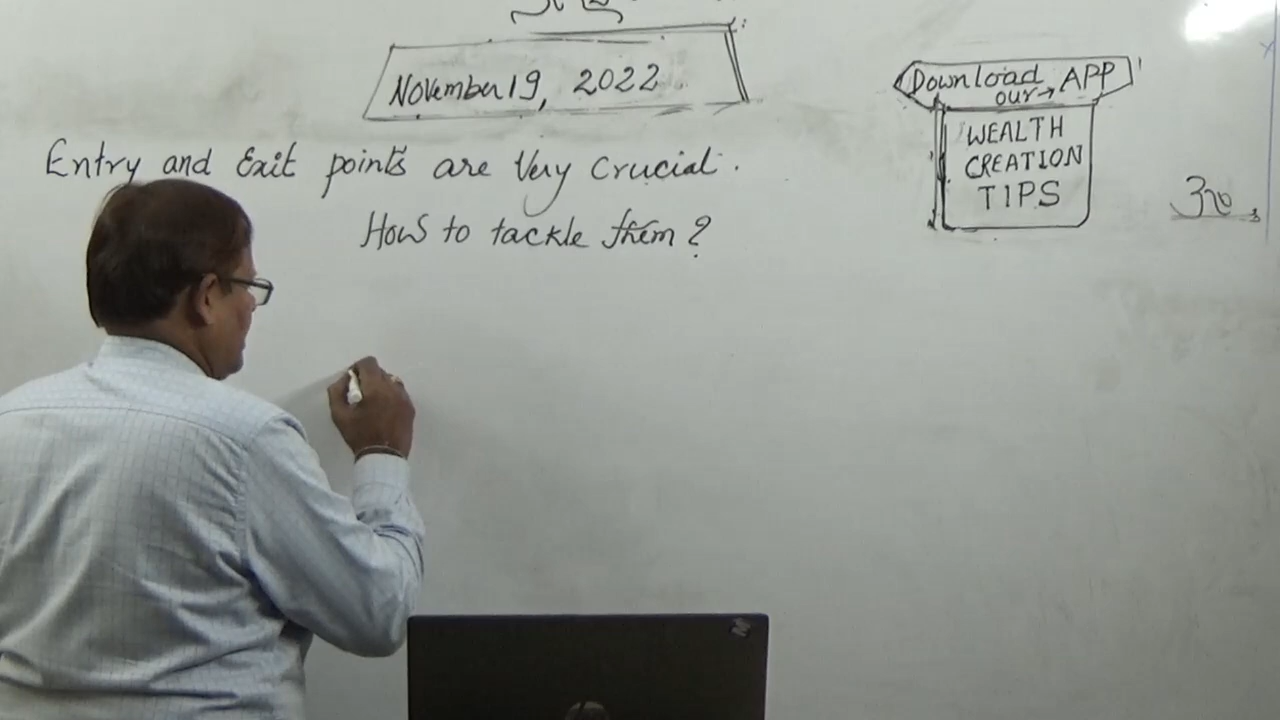 November 19, 2022
Download
our → APP
WEALTH
CREATION
TIPS
Entry and Exit points are Very Crucial.
How to tackle them?